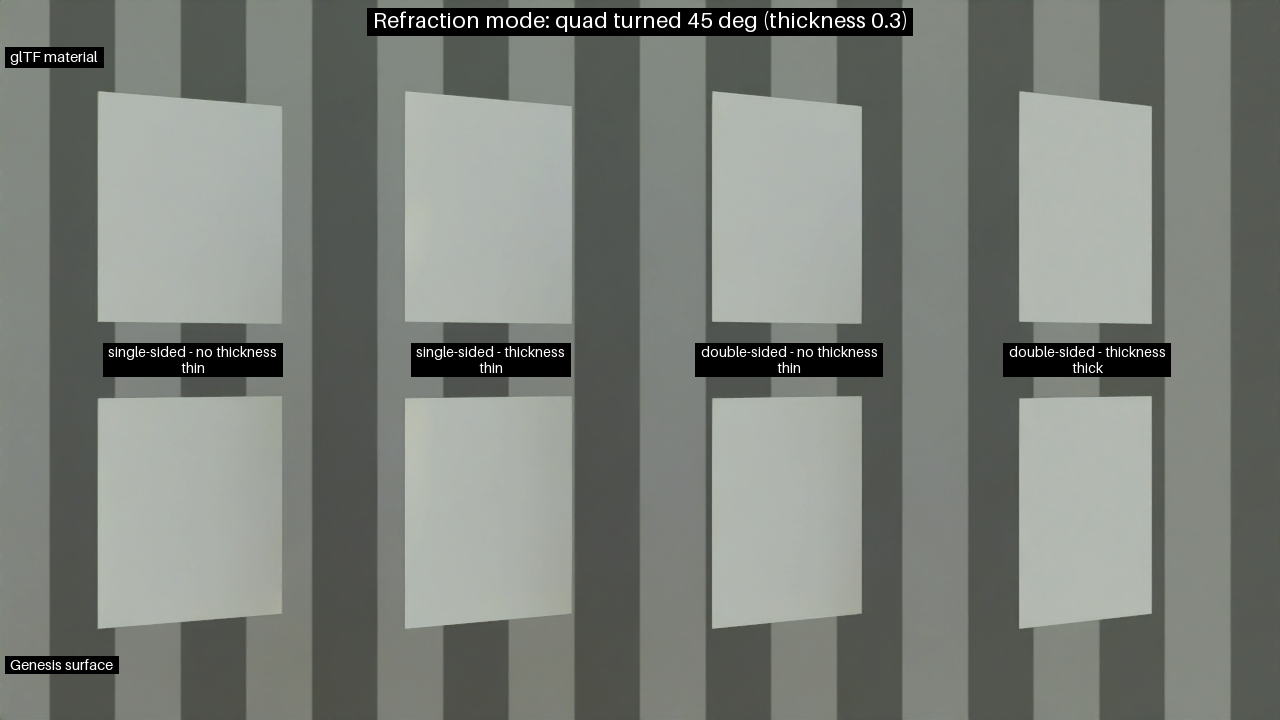 Refraction mode: quad turned 45 deg (thickness 0.3)
glTF material
single-sided - no thickness
thin
single-sided - thickness
thin
double-sided - no thickness
thin
double-sided - thickness
thick
Genesis surface